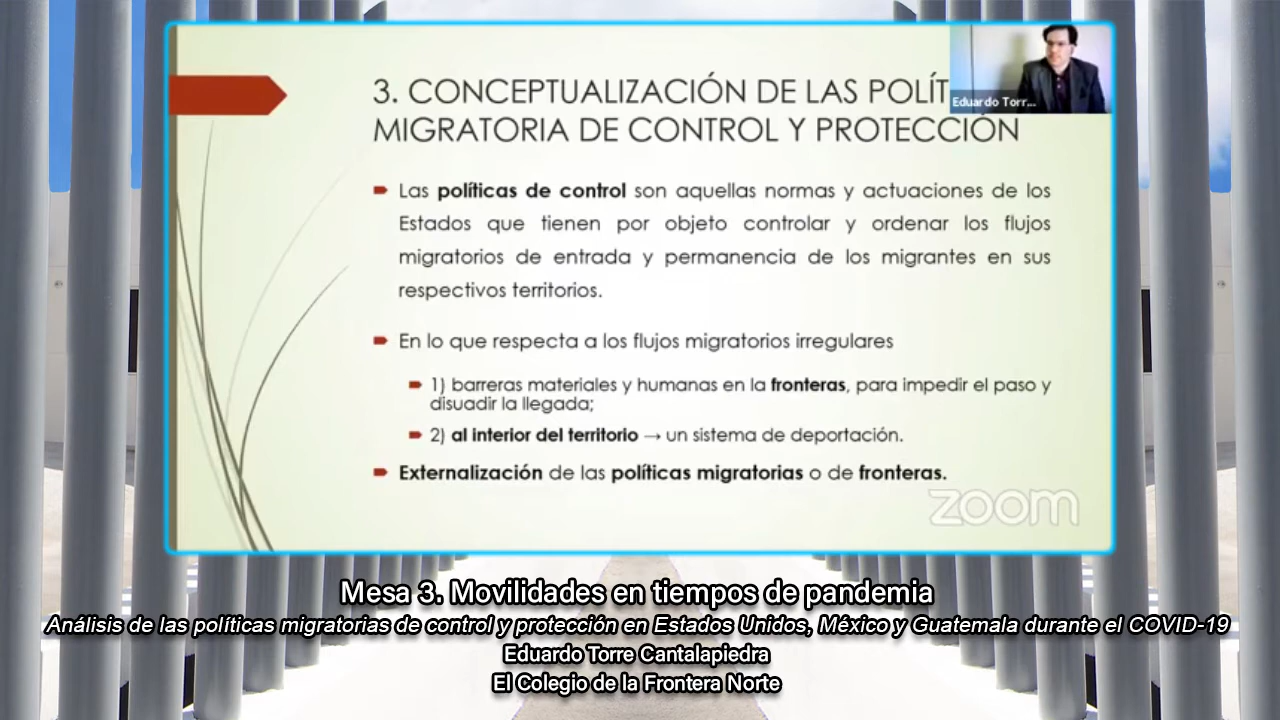 3. CONCEPTUALIZACIÓN DE LAS POLÍT
MIGRATORIA DE CONTROL Y PROTECCIÓN
Eduardo Torr...
Las políticas de control son aquellas normas y actuaciones de los
Estados que tienen por objeto controlar y ordenar los flujos
migratorios de entrada y permanencia de los migrantes en sus
respectivos territorios.
En lo que respecta a los flujos migratorios irregulares
1) barreras materiales y humanas en la fronteras, para impedir el paso y
disuadir la llegada;
2) al interior del territorio → un sistema de deportación.
Externalización de las políticas migratorias o de fronteras.
zoom
Mesa 3. Movilidades en tiempos de pandemia
Análisis de las políticas migratorias de control y protección en Estados Unidos, México y Guatemala durante el COVID-19
Eduardo Torre Cantalapiedra
El Colegio de la Frontera Norte